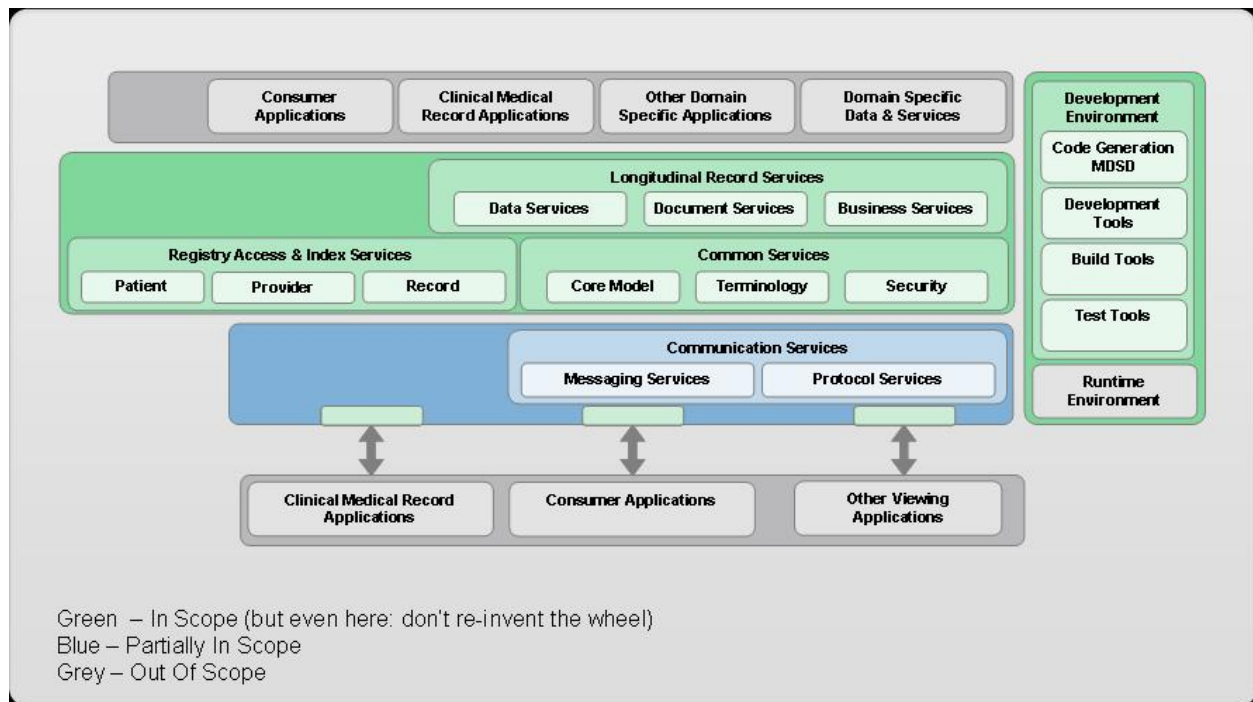 Consumer
Applications
Clinical Medical
Record Applications
Other Domain
Specific Applications
Domain Specific
Data & Services
Longitudinal Record Services
Data Services
Document Services
Business Services
Registry Access & Index Services
Patient
Provider
Record
Common Services
Core Model
Terminology
Security
Communication Services
Messaging Services
Protocol Services
Clinical Medical Record
Applications
Consumer Applications
Other Viewing
Applications
Development
Environment
Code Generation
MDSD
Development
Tools
Build Tools
Test Tools
Runtime
Environment
Green – In Scope (but even here: don't re-invent the wheel)
Blue – Partially In Scope
Grey – Out Of Scope